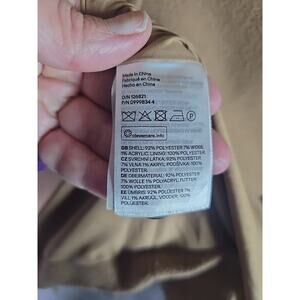 Made in China
Fabriqué en Chine
Hecho en China
O/N 126821
P/N 0999834 4
clevercare.info
GB SHELL: 92% POLYESTER 7% WOOL
1% ACRYLIC. LINING: 100% POLYESTER.
CZ SVRCHNÍ LÁTKA: 92% POLYESTER
7% VLNA 1% AKRYL. PODŠÍVKA: 100%
POLYESTER.
DE OBERMATERIAL: 92% POLYESTER
7% WOLLE 1% POLYACRYL. FUTTER:
100% POLYESTER.
EE ÜMBRIS: 92% POLÜESTER 7%
VILL 1% AKRÜÜL. VOODER: 100%
POLÜESTER.